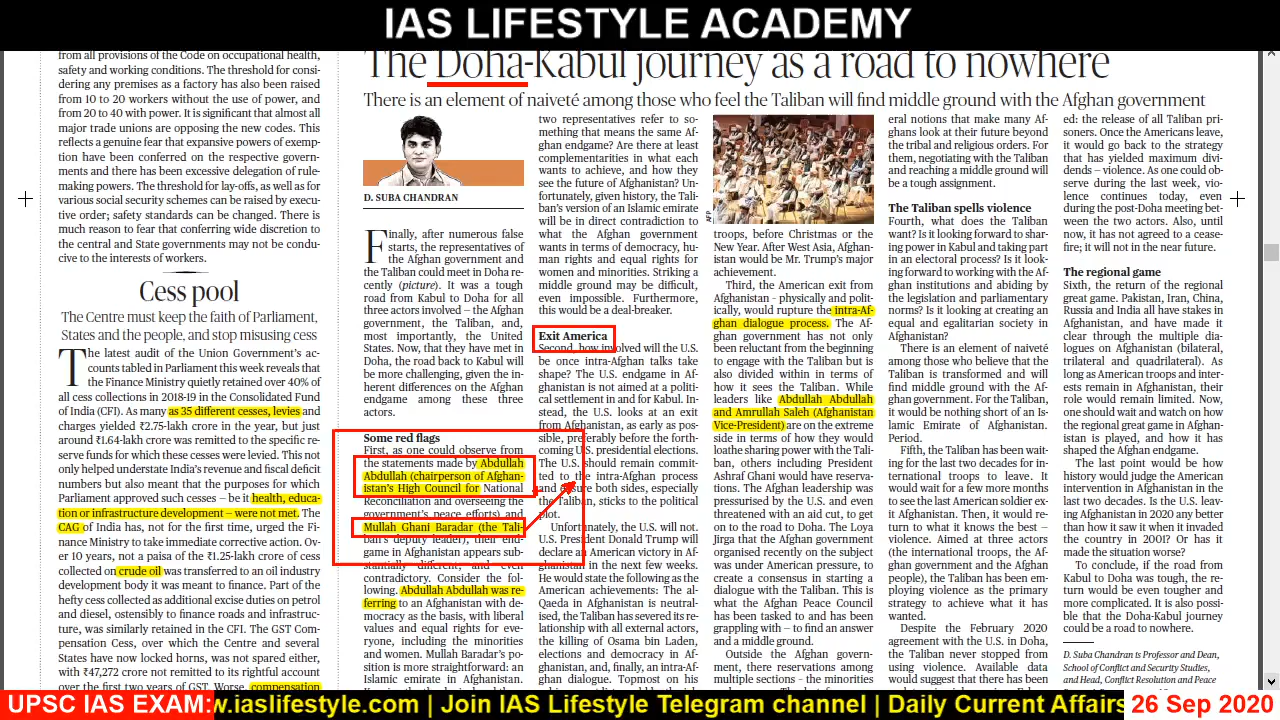 IAS LIFESTYLE ACADEMY
from all provisions of the Code on occupational health,
safety and working conditions. The threshold for consi-
dering any premises as a factory has also been raised
from 10 to 20 workers without the use of power, and
from 20 to 40 with power. It is significant that almost all
major trade unions are opposing the new codes. This
reflects a genuine fear that expansive powers of exemp-
tion have been conferred on the respective govern-
ments and there has been excessive delegation of rule-
making powers. The threshold for lay-offs, as well as for
various social security schemes can be raised by execu-
tive order; safety standards can be changed. There is
much reason to fear that conferring wide discretion to
the central and State governments may not be condu-
cive to the interests of workers.
Cess pool
The Centre must keep the faith of Parliament,
States and the people, and stop misusing cess
The latest audit of the Union Government's ac-
counts tabled in Parliament this week reveals that
the Finance Ministry quietly retained over 40% of
all cess collections in 2018-19 in the Consolidated Fund
of India (CFI). As many as 35 different cesses, levies and
charges yielded ₹2.75-lakh crore in the year, but just
around ₹1.64-lakh crore was remitted to the specific re-
serve funds for which these cesses were levied. This not
only helped understate India's revenue and fiscal deficit
numbers but also meant that the purposes for which
Parliament approved such cesses – be it health, educa-
tion or infrastructure development – were not met. The
CAG of India has, not for the first time, urged the Fi-
nance Ministry to take immediate corrective action. Ov-
er 10 years, not a paisa of the ₹1.25-lakh crore of cess
collected on crude oil was transferred to an oil industry
development body it was meant to finance. Part of the
hefty cess collected as additional excise duties on petrol
and diesel, ostensibly to finance roads and infrastruc-
ture, was similarly retained in the CFI. The GST Com-
pensation Cess, over which the Centre and several
States have now locked horns, was not spared either,
with ₹47,272 crore not remitted to its rightful account
over the first two years of GST. Worse, compensation
The Doha-Kabul journey as a road to nowhere
There is an element of naiveté among those who feel the Taliban will find middle ground with the Afghan government
D. SUBA CHANDRAN
Finally, after numerous false
starts, the representatives of
the Afghan government and
the Taliban could meet in Doha re-
cently (picture). It was a tough
road from Kabul to Doha for all
three actors involved – the Afghan
government, the Taliban, and,
most importantly, the United
States. Now, that they have met in
Doha, the road back to Kabul will
be more challenging, given the in-
herent differences on the Afghan
endgame among these three
actors.
Some red flags
First, as one could observe from
the statements made by Abdullah
Abdullah (chairperson of Afghan-
istan's High Council for National
Reconciliation and overseeing the
government's peace efforts) and
Mullah Ghani Baradar (the Tali-
ban's deputy leader), their end-
game in Afghanistan appears sub-
stantially different, and even
contradictory. Consider the fol-
lowing. Abdullah Abdullah was re-
ferring to an Afghanistan with de-
mocracy as the basis, with liberal
values and equal rights for eve-
ryone, including the minorities
and women. Mullah Baradar's po-
sition is more straightforward: an
Islamic emirate in Afghanistan.
two representatives refer to so-
mething that means the same Af-
ghan endgame? Are there at least
complementarities in what each
wants to achieve, and how they
see the future of Afghanistan? Un-
fortunately, given history, the Tali-
ban's version of an Islamic emirate
will be in direct contradiction to
what the Afghan government
wants in terms of democracy, hu-
man rights and equal rights for
women and minorities. Striking a
middle ground may be difficult,
even impossible. Furthermore,
this would be a deal-breaker.
Exit America
Second, how involved will the U.S.
be once intra-Afghan talks take
shape? The U.S. endgame in Af-
ghanistan is not aimed at a politi-
cal settlement in and for Kabul. In-
stead, the U.S. looks at an exit
from Afghanistan, as early as pos-
sible, preferably before the forth-
coming U.S. presidential elections.
The U.S. should remain commit-
ted to the intra-Afghan process
and ensure both sides, especially
the Taliban, sticks to the political
plot.
Unfortunately, the U.S. will not.
U.S. President Donald Trump will
declare an American victory in Af-
ghanistan in the next few weeks.
He would state the following as the
American achievements: The al-
Qaeda in Afghanistan is neutral-
ised, the Taliban has severed its re-
lationship with all external actors,
the killing of Osama bin Laden,
elections and democracy in Af-
ghanistan, and, finally, an intra-Af-
ghan dialogue. Topmost on his
AFP
troops, before Christmas or the
New Year. After West Asia, Afghan-
istan would be Mr. Trump's major
achievement.
Third, the American exit from
Afghanistan - physically and polit-
ically, would rupture the intra-Af-
ghan dialogue process. The Af-
ghan government has not only
been reluctant from the beginning
to engage with the Taliban but is
also divided within in terms of
how it sees the Taliban. While
leaders like Abdullah Abdullah
and Amrullah Saleh (Afghanistan
Vice-President) are on the extreme
side in terms of how they would
loathe sharing power with the Tali-
ban, others including President
Ashraf Ghani would have reserva-
tions. The Afghan leadership was
pressurised by the U.S. and even
threatened with an aid cut, to get
on to the road to Doha. The Loya
Jirga that the Afghan government
organised recently on the subject
was under American pressure, to
create a consensus in starting a
dialogue with the Taliban. This is
what the Afghan Peace Council
has been tasked to and has been
grappling with – to find an answer
and a middle ground.
Outside the Afghan govern-
ment, there reservations among
multiple sections - the minorities
eral notions that make many Af-
ghans look at their future beyond
the tribal and religious orders. For
them, negotiating with the Taliban
and reaching a middle ground will
be a tough assignment.
The Taliban spells violence
Fourth, what does the Taliban
want? Is it looking forward to sha-
ring power in Kabul and taking part
in an electoral process? Is it look-
ing forward to working with the Af-
ghan institutions and abiding by
the legislation and parliamentary
norms? Is it looking at creating an
equal and egalitarian society in
Afghanistan?
There is an element of naiveté
among those who believe that the
Taliban is transformed and will
find middle ground with the Afghan
government. For the Taliban,
it would be nothing short of an Is-
lamic Emirate of Afghanistan.
Period.
Fifth, the Taliban has been wait-
ing for the last two decades for in-
ternational troops to leave. It
would wait for a few more months
to see the last American soldier ex-
it Afghanistan. Then, it would re-
turn to what it knows the best –
violence. Aimed at three actors
(the international troops, the Af-
ghan government and the Afghan
people), the Taliban has been em-
ploying violence as the primary
strategy to achieve what it has
wanted.
Despite the February 2020
agreement with the U.S. in Doha,
the Taliban never stopped from
using violence. Available data
would suggest that there has been
ed: the release of all Taliban pri-
soners. Once the Americans leave,
it would go back to the strategy
that has yielded maximum divi-
dends – violence. As one could ob-
serve during the last week, vio-
lence continues today, even
during the post-Doha meeting bet-
ween the two actors. Also, until
now, it has not agreed to a cease-
fire; it will not in the near future.
The regional game
Sixth, the return of the regional
great game. Pakistan, Iran, China,
Russia and India all have stakes in
Afghanistan, and have made it
clear through the multiple dia-
logues on Afghanistan (bilateral,
trilateral and quadrilateral). As
long as American troops and inter-
ests remain in Afghanistan, their
role would remain limited. Now,
one should wait and watch on how
the regional great game in Afghan-
istan is played, and how it has
shaped the Afghan endgame.
The last point would be how
history would judge the American
intervention in Afghanistan in the
last two decades. Is the U.S. leav-
ing Afghanistan in 2020 any better
than how it saw when it invaded
the country in 2001? Or has it
made the situation worse?
To conclude, if the road from
Kabul to Doha was tough, the re-
turn would be even tougher and
more complicated. It is also possi-
ble that the Doha-Kabul journey
could be a road to nowhere.
D. Suba Chandran is Professor and Dean,
School of Conflict and Security Studies,
and Head, Conflict Resolution and Peace
UPSC IAS EXAM: w.iaslifestyle.com | Join IAS Lifestyle Telegram channel | Daily Current Affairs 26 Sep 2020